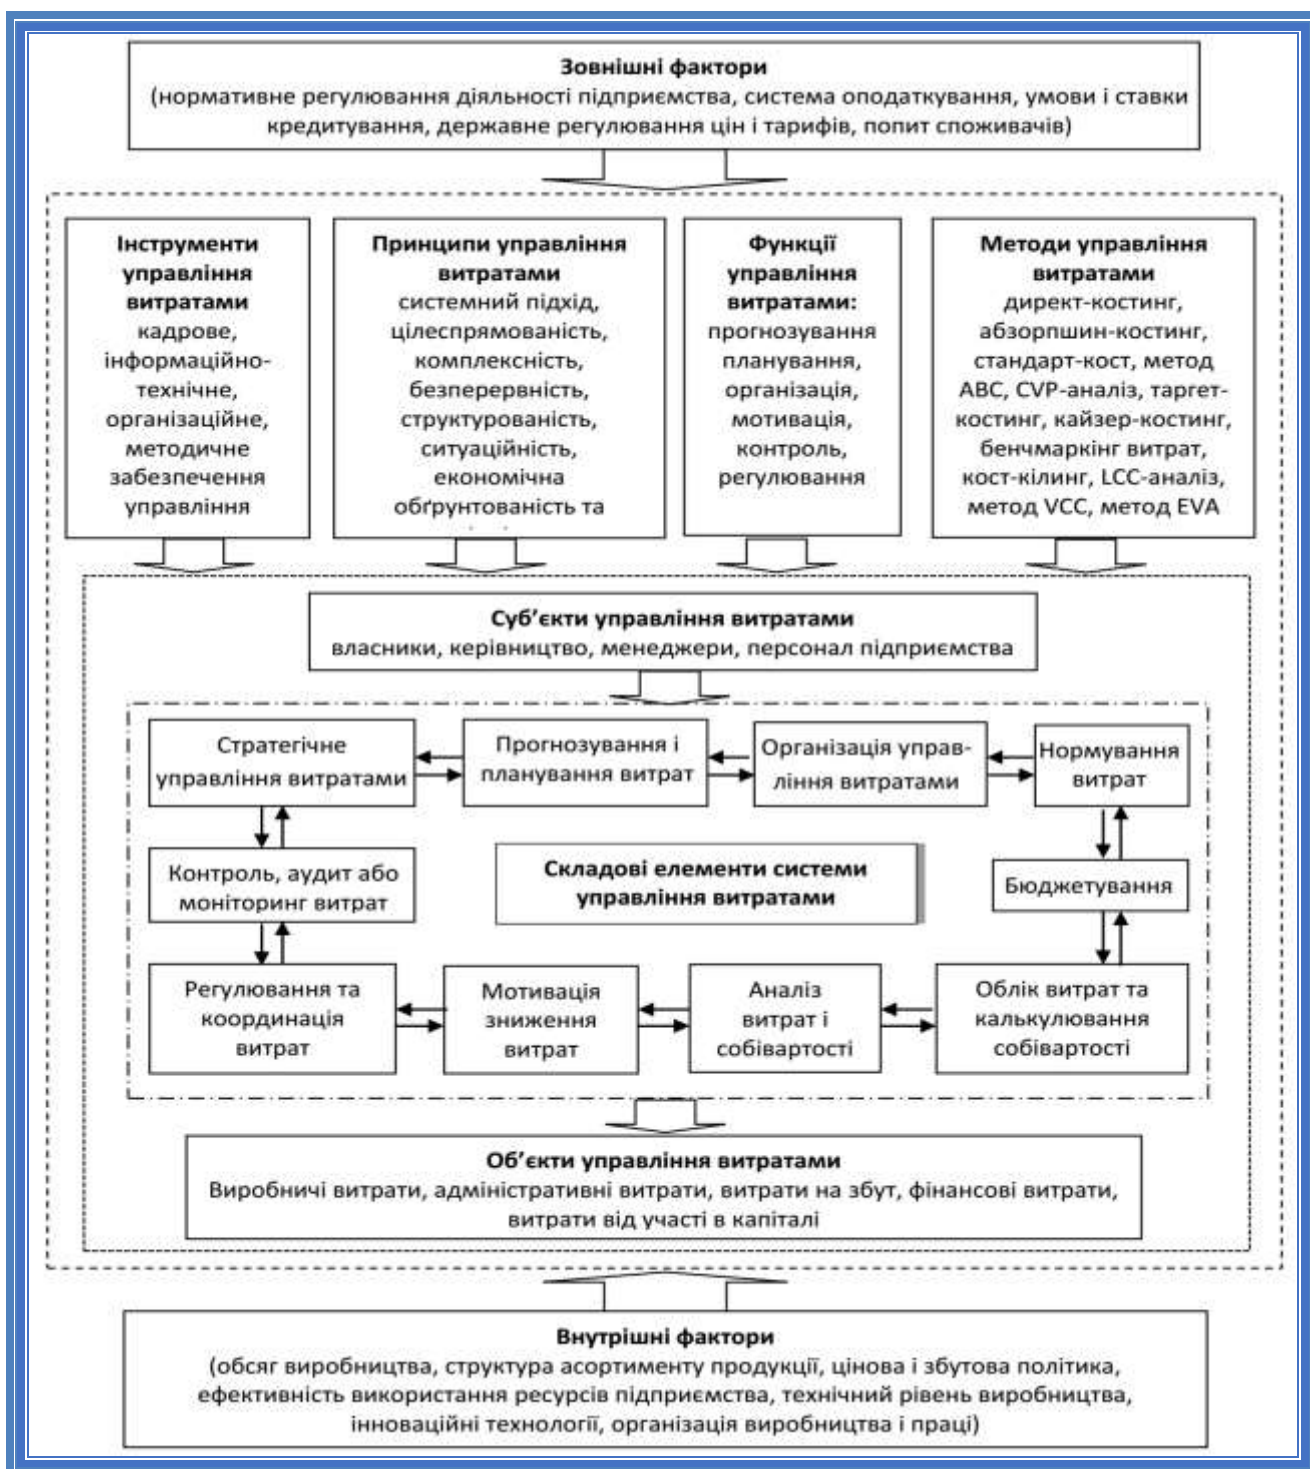 Зовнішні фактори
(нормативне регулювання діяльності підприємства, система оподаткування, умови і ставки
кредитування, державне регулювання цін і тарифів, попит споживачів)
Інструменти
управління
витратами
кадрове,
інформаційно-
технічне,
організаційне,
методичне
забезпечення
управління
Принципи управління
витратами
системний підхід,
цілеспрямованість,
комплексність,
безперервність,
структурованість,
ситуаційність,
економічна
обґрунтованість та
Функції
управління
витратами:
прогнозування
планування,
організація,
мотивація,
контроль,
регулювання
Методи управління
витратами
директ-костинг,
абзорпшин-костинг,
стандарт-кост, метод
АВС, CVP-аналіз, таргет-
костинг, кайзер-костинг,
бенчмаркінг витрат,
кост-кілинг, LCC-аналіз,
метод VCC, метод EVA
Суб’єкти управління витратами
власники, керівництво, менеджери, персонал підприємства
Стратегічне
управління витратами
Прогнозування і
планування витрат
Організація управ-
ління витратами
Нормування
витрат
Контроль, аудит або
моніторинг витрат
Складові елементи системи
управління витратами
Бюджетування
Регулювання та
координація
витрат
Мотивація
зниження
витрат
Аналіз
витрат і
собівартості
Облік витрат та
калькулювання
собівартості
Об’єкти управління витратами
Виробничі витрати, адміністративні витрати, витрати на збут, фінансові витрати,
витрати від участі в капіталі
Внутрішні фактори
(обсяг виробництва, структура асортименту продукції, цінова і збутова політика,
ефективність використання ресурсів підприємства, технічний рівень виробництва,
інноваційні технології, організація виробництва і праці)